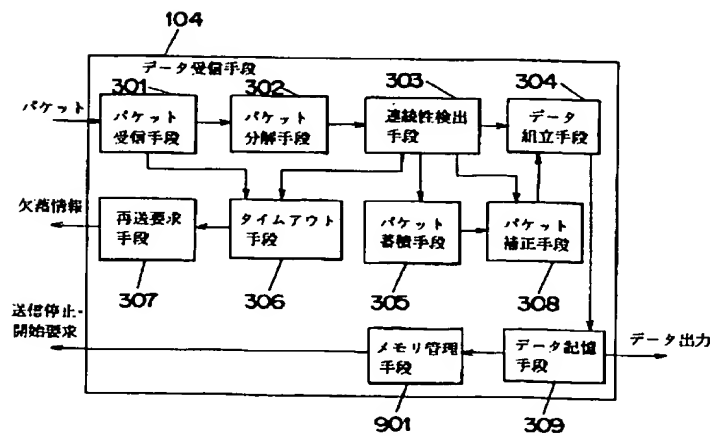 104
データ受信手段
301
302
303
304
パケット
パケット
受信手段
パケット
分解手段
連続性検出
手段
データ
組立手段
欠落情報
再送要求
手段
タイムアウト
手段
パケット
蓄積手段
パケット
補正手段
307
306
305
308
送信停止・
開始要求
メモリ管理
手段
データ記憶
手段
データ出力
901
309